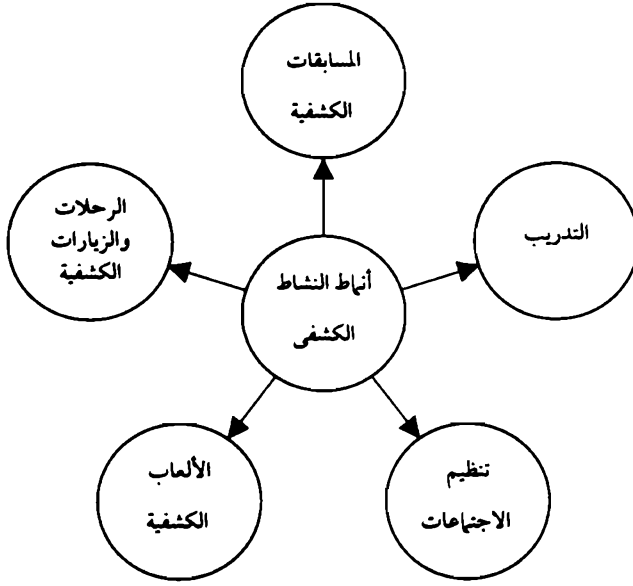 المسابقات
الكشفية
التدريب
الرحلات
والزيارات
الكشفية
أنماط النشاط
الكشفى
تنظيم
الاجتماعات
الألعاب
الكشفية